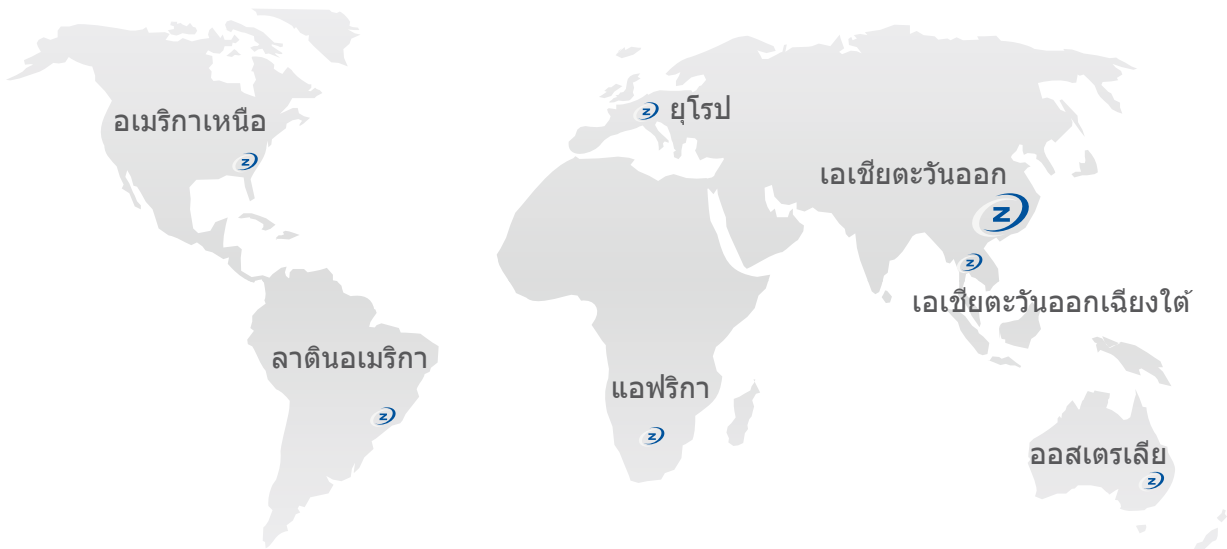 ยุโรป
อเมริกาเหนือ
เอเชียตะวันออก
เอเชียตะวันออกเฉียงใต้
ลาตินอเมริกา
แอฟริกา
ออสเตรเลีย